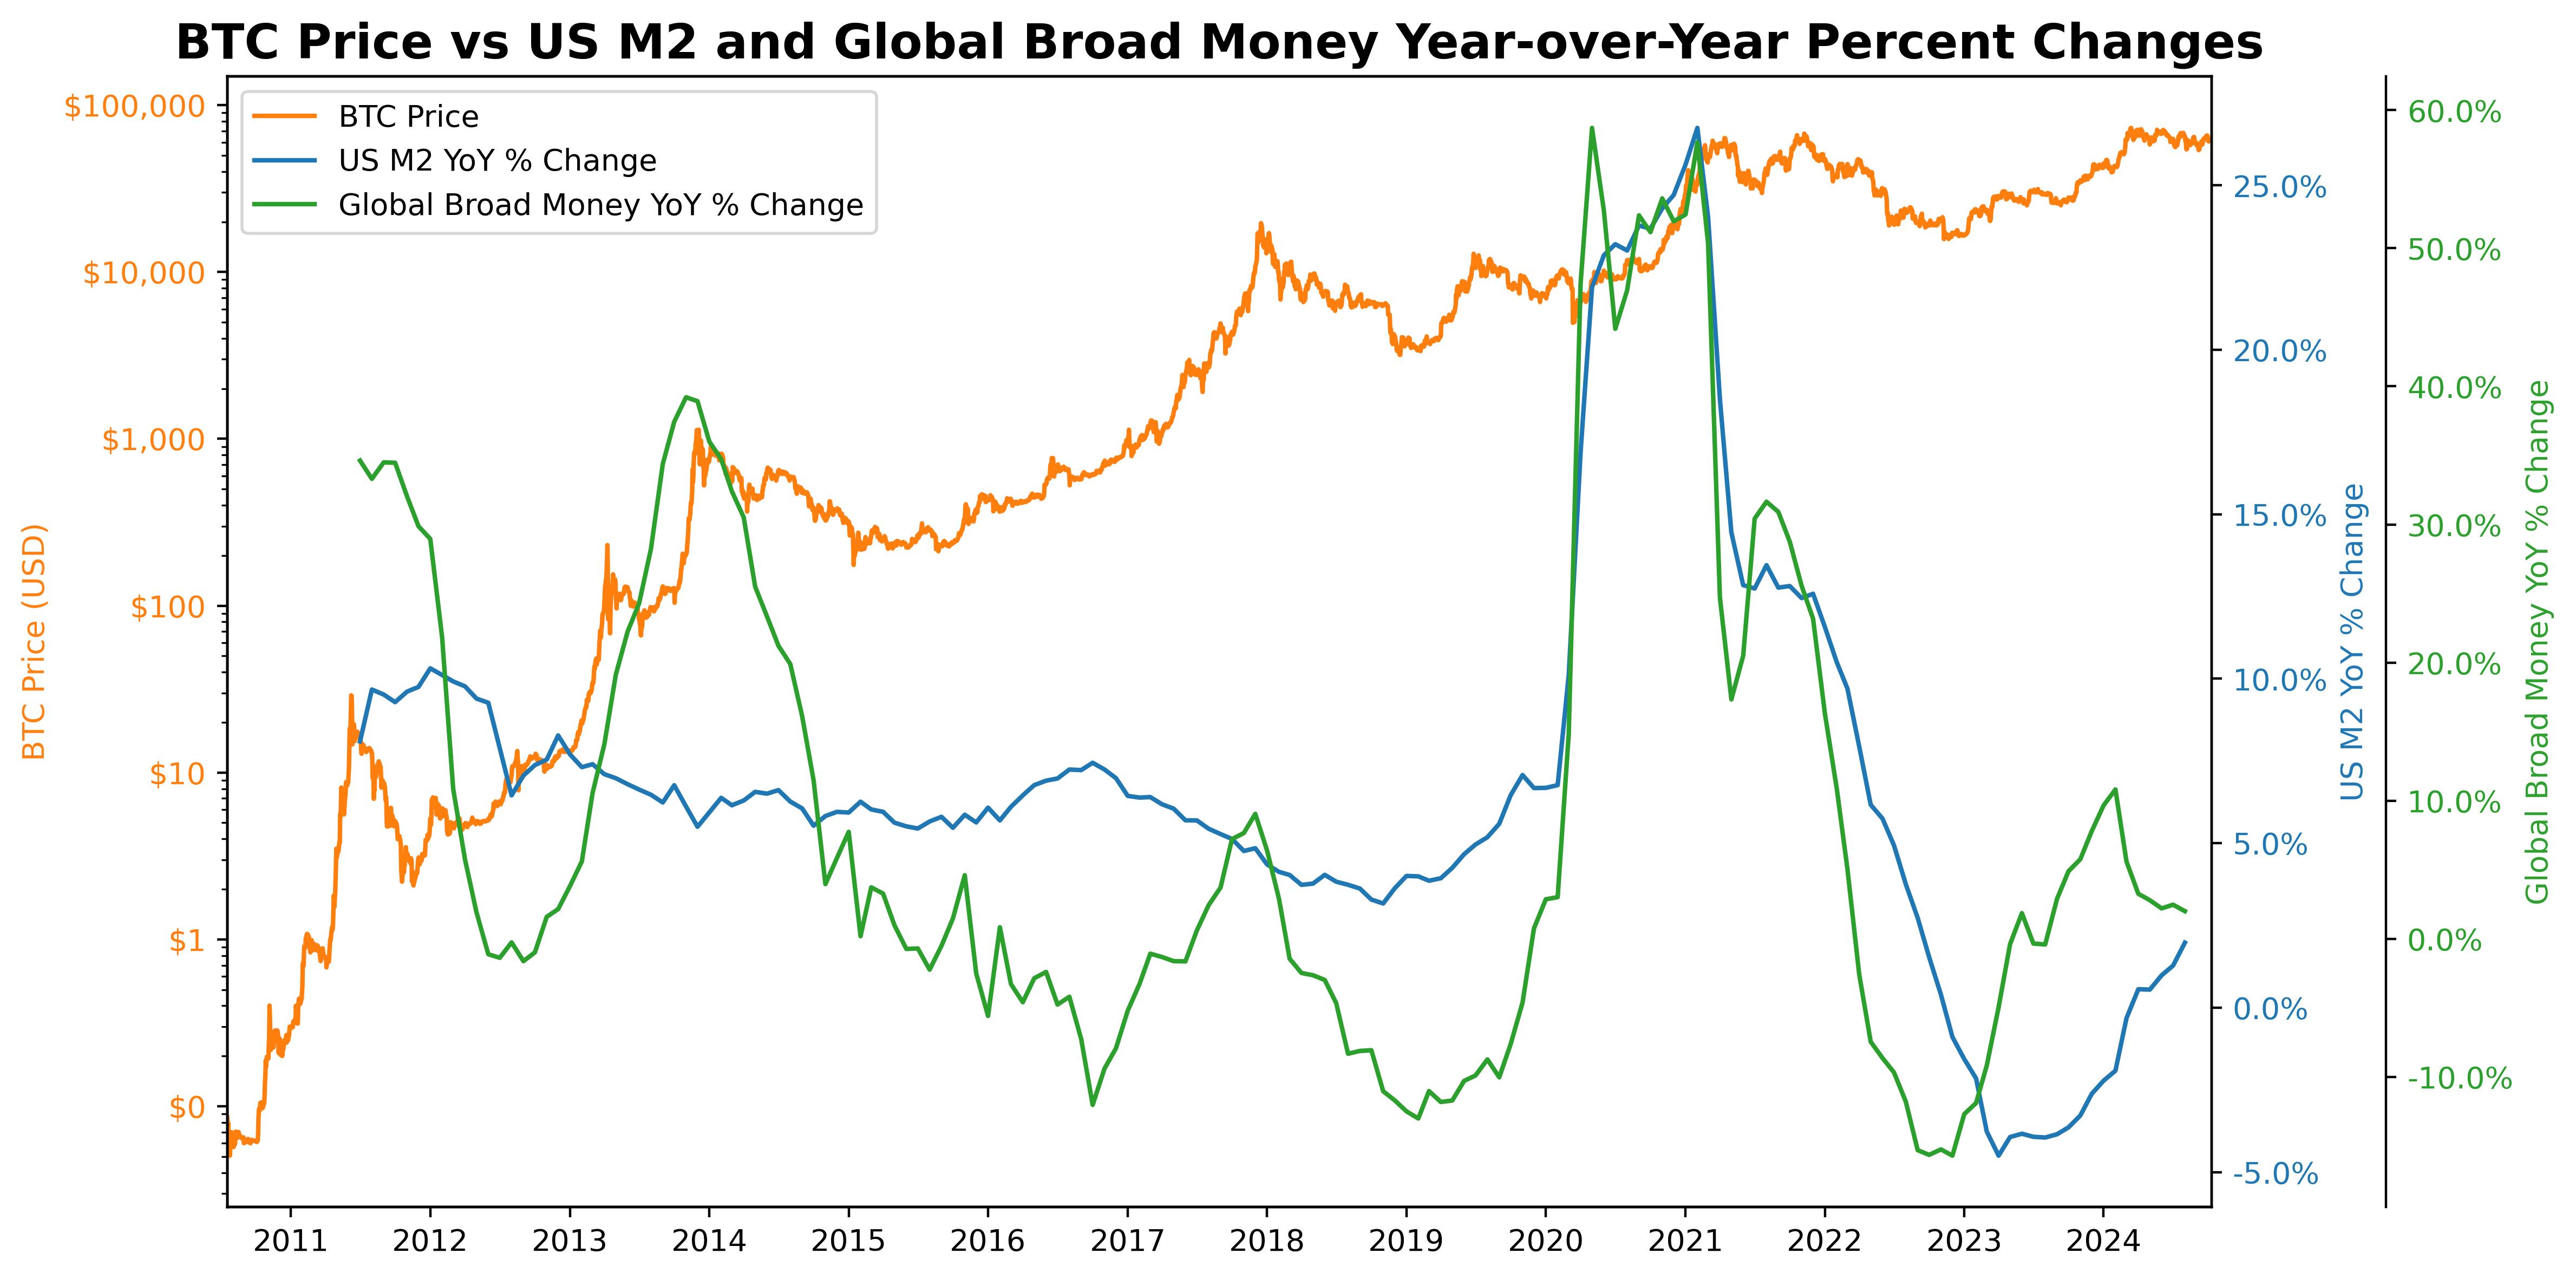 BTC Price vs US M2 and Global Broad Money Year-over-Year Percent Changes
BTC Price
US M2 YoY % Change
Global Broad Money YoY % Change
BTC Price (USD)
$100,000
$10,000
$1,000
$100
$10
$1
$0
2011 2012 2013 2014 2015 2016 2017 2018 2019 2020 2021 2022 2023 2024
25.0%
20.0%
15.0%
10.0%
5.0%
0.0%
-5.0%
US M2 YoY % Change
60.0%
50.0%
40.0%
30.0%
20.0%
10.0%
0.0%
-10.0%
Global Broad Money YoY % Change